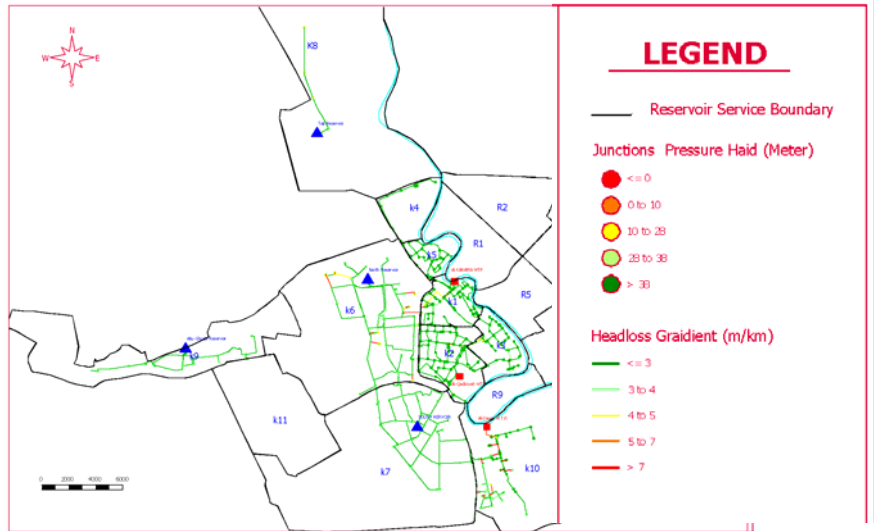 N
W E
S
K8
k4
R2
R1
k5
k1
R5
k6
k9
k2
R9
k11
k7
k10
0 2000 4000 6000
LEGEND
Reservoir Service Boundary
Junctions Pressure Haid (Meter)
<= 0
0 to 10
10 to 28
28 to 38
> 38
Headloss Graidient (m/km)
<= 3
3 to 4
4 to 5
5 to 7
> 7